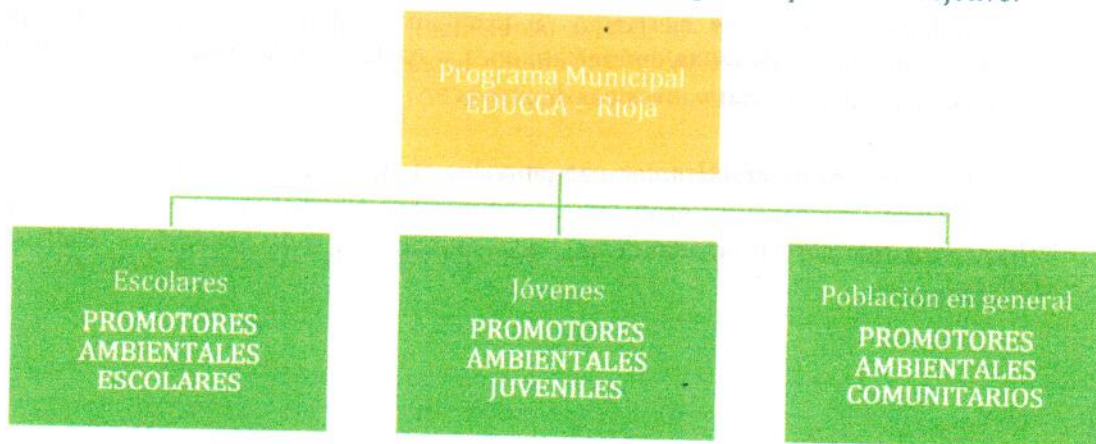 Programa Municipal
EDUCCA - Rioja
Escolares
PROMOTORES
AMBIENTALES
ESCOLARES
Jóvenes
PROMOTORES
AMBIENTALES
JUVENILES
Población en general
PROMOTORES
AMBIENTALES
COMUNITARIOS